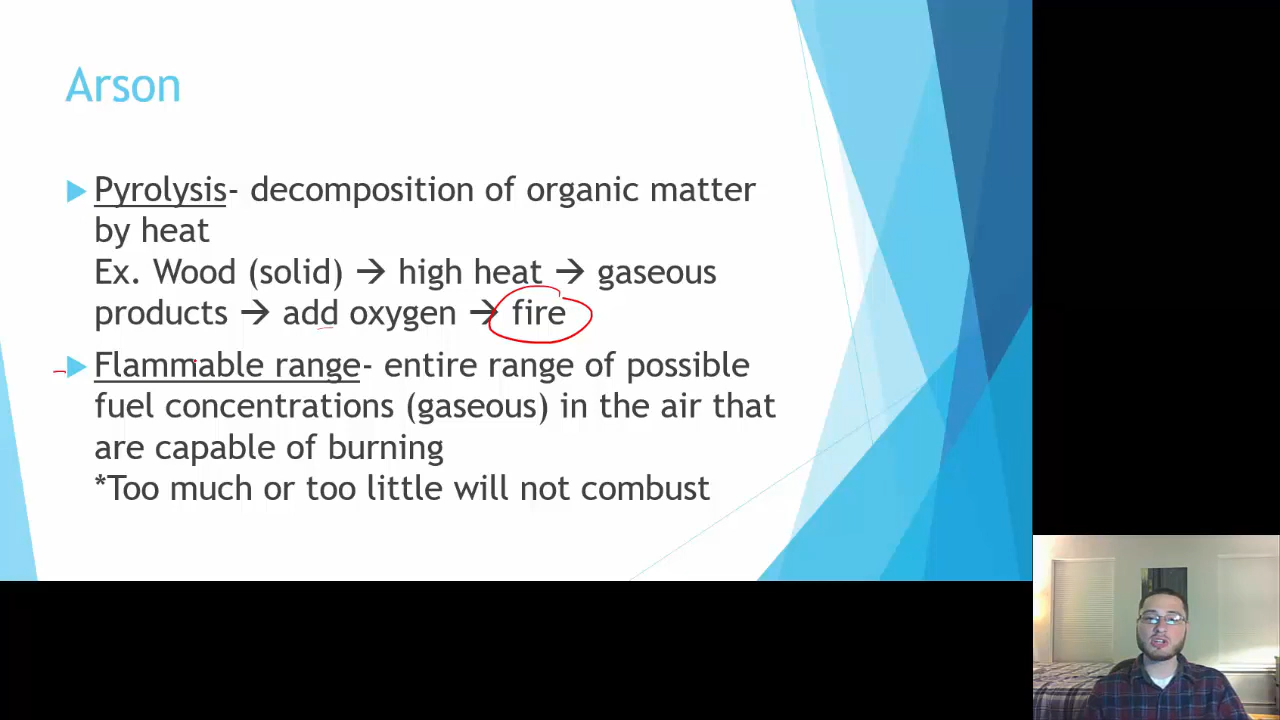 Arson
Pyrolysis- decomposition of organic matter
by heat
Ex. Wood (solid) → high heat → gaseous
products → add oxygen → fire
Flammable range- entire range of possible
fuel concentrations (gaseous) in the air that
are capable of burning
*Too much or too little will not combust